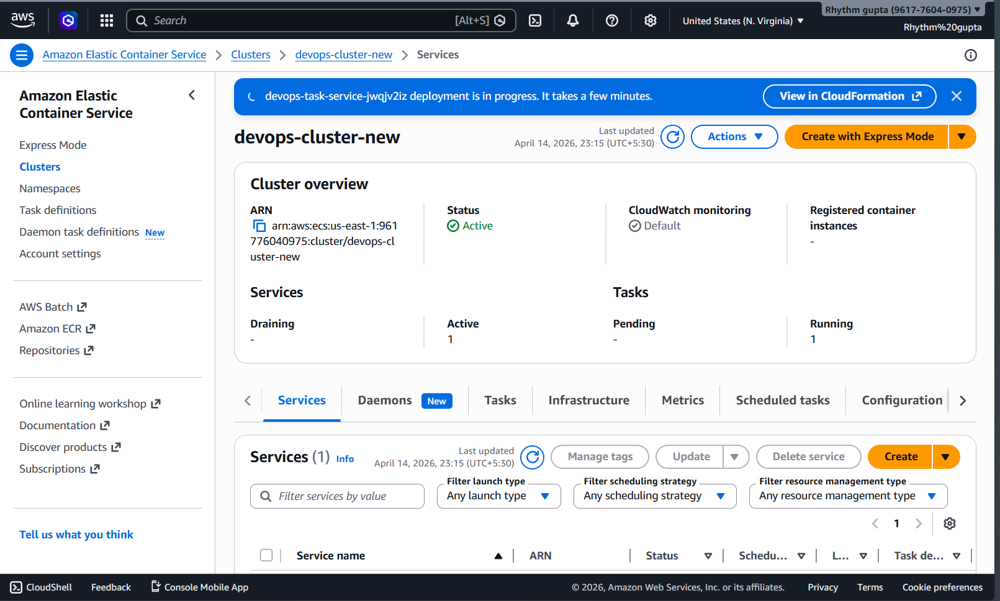 aws
Search
[Alt+S]
United States (N. Virginia)
Rhythm gupta (9617-7604-0975)
Rhythm%20gupta
Amazon Elastic Container Service
Clusters
devops-cluster-new
Services
Amazon Elastic
Container Service
Express Mode
Clusters
Namespaces
Task definitions
Daemon task definitions New
Account settings
AWS Batch
Amazon ECR
Repositories
Online learning workshop
Documentation
Discover products
Subscriptions
Tell us what you think
devops-task-service-jwqjv2iz deployment is in progress. It takes a few minutes.
View in CloudFormation
devops-cluster-new
Last updated
April 14, 2026, 23:15 (UTC+5:30)
Actions
Create with Express Mode
Cluster overview
ARN
arn:aws:ecs:us-east-1:961
776040975:cluster/devops-cl
uster-new
Status
Active
CloudWatch monitoring
Default
Registered container
instances
-
Services
Tasks
Draining
-
Active
1
Pending
-
Running
1
Services
Daemons New
Tasks
Infrastructure
Metrics
Scheduled tasks
Configuration
Services (1) Info
Last updated
April 14, 2026, 23:15 (UTC+5:30)
Manage tags
Update
Delete service
Create
Filter services by value
Filter launch type
Any launch type
Filter scheduling strategy
Any scheduling strategy
Filter resource management type
Any resource management type
1
Service name
ARN
Status
Schedu...
L...
Task de...
CloudShell
Feedback
Console Mobile App
© 2026, Amazon Web Services, Inc. or its affiliates.
Privacy
Terms
Cookie preferences